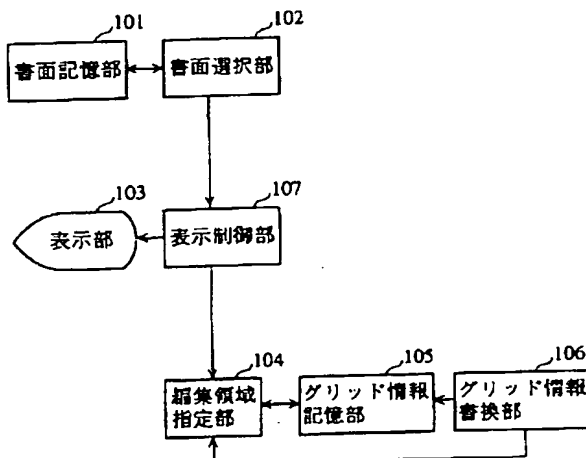 101
102
書面記憶部
書面選択部
103
107
表示部
表示制御部
104
105
106
編集領域
指定部
グリッド情報
記憶部
グリッド情報
書換部